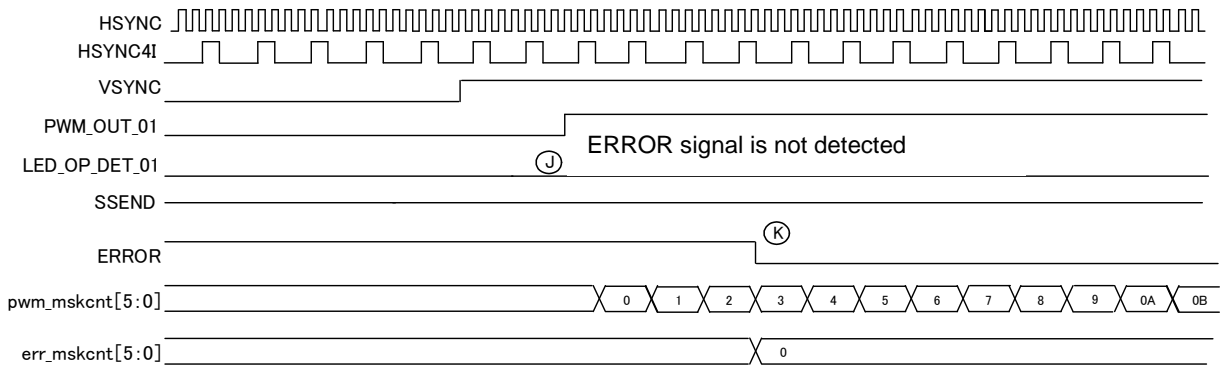 HSYNC
HSYNC4I
VSYNC
PWM_OUT_01
ERROR signal is not detected
LED_OP_DET_01
J
SSEND
K
ERROR
pwm_mskcnt[5:0] 0 1 2 3 4 5 6 7 8 9 0A 0B
err_mskcnt[5:0] 0